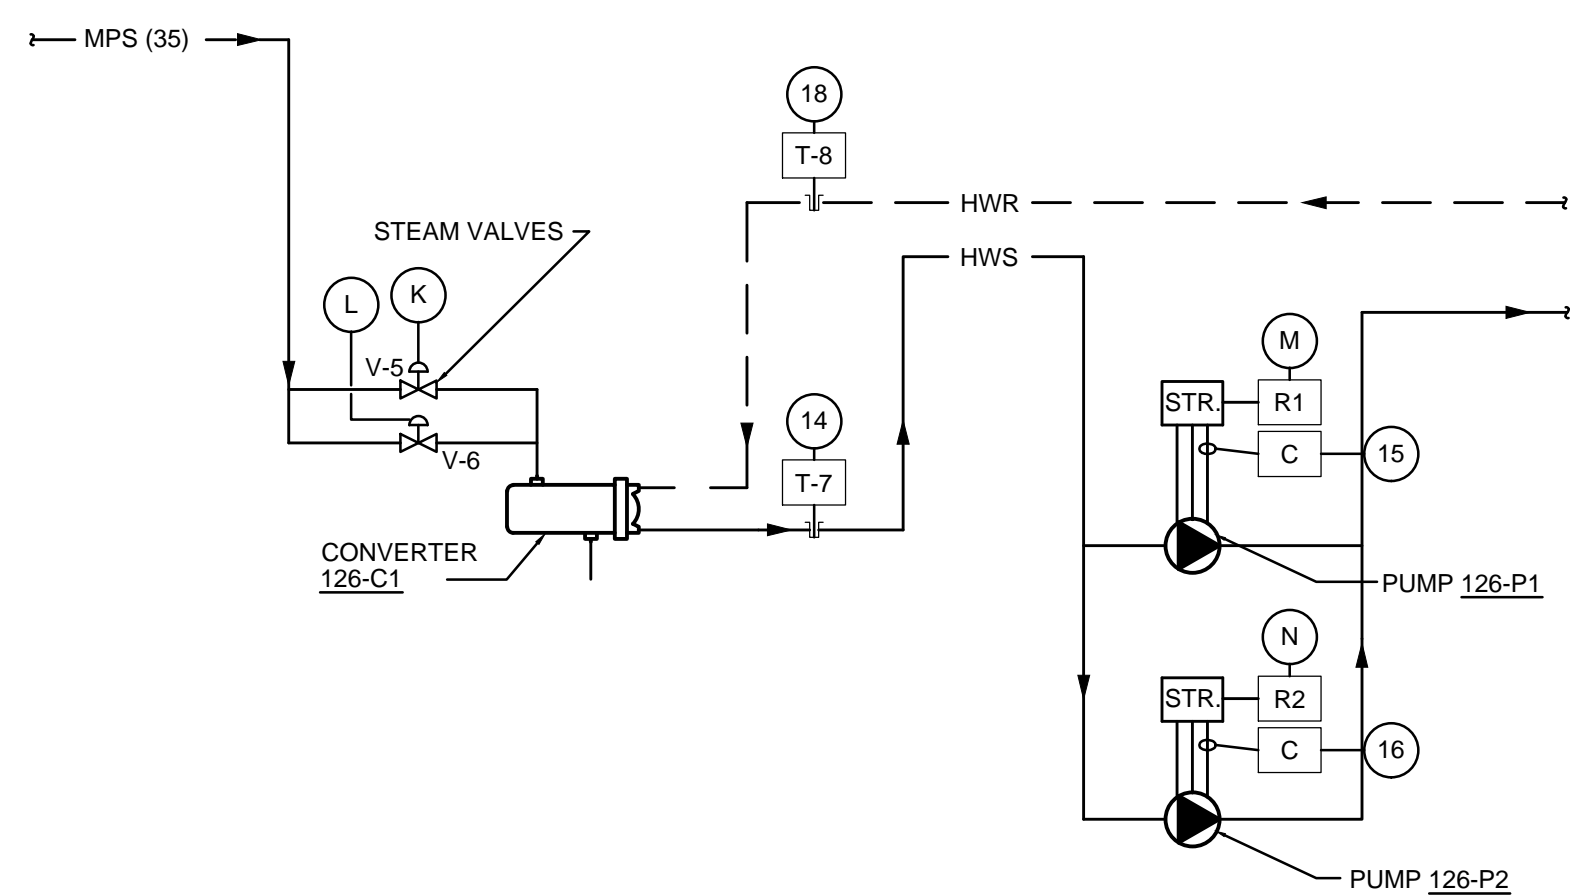 MPS (35)
18
T-8
HWR
STEAM VALVES
HWS
L
K
V-5
M
STR.
R1
14
C
15
V-6
T-7
CONVERTER
126-C1
PUMP 126-P1
N
STR.
R2
C
16
PUMP 126-P2